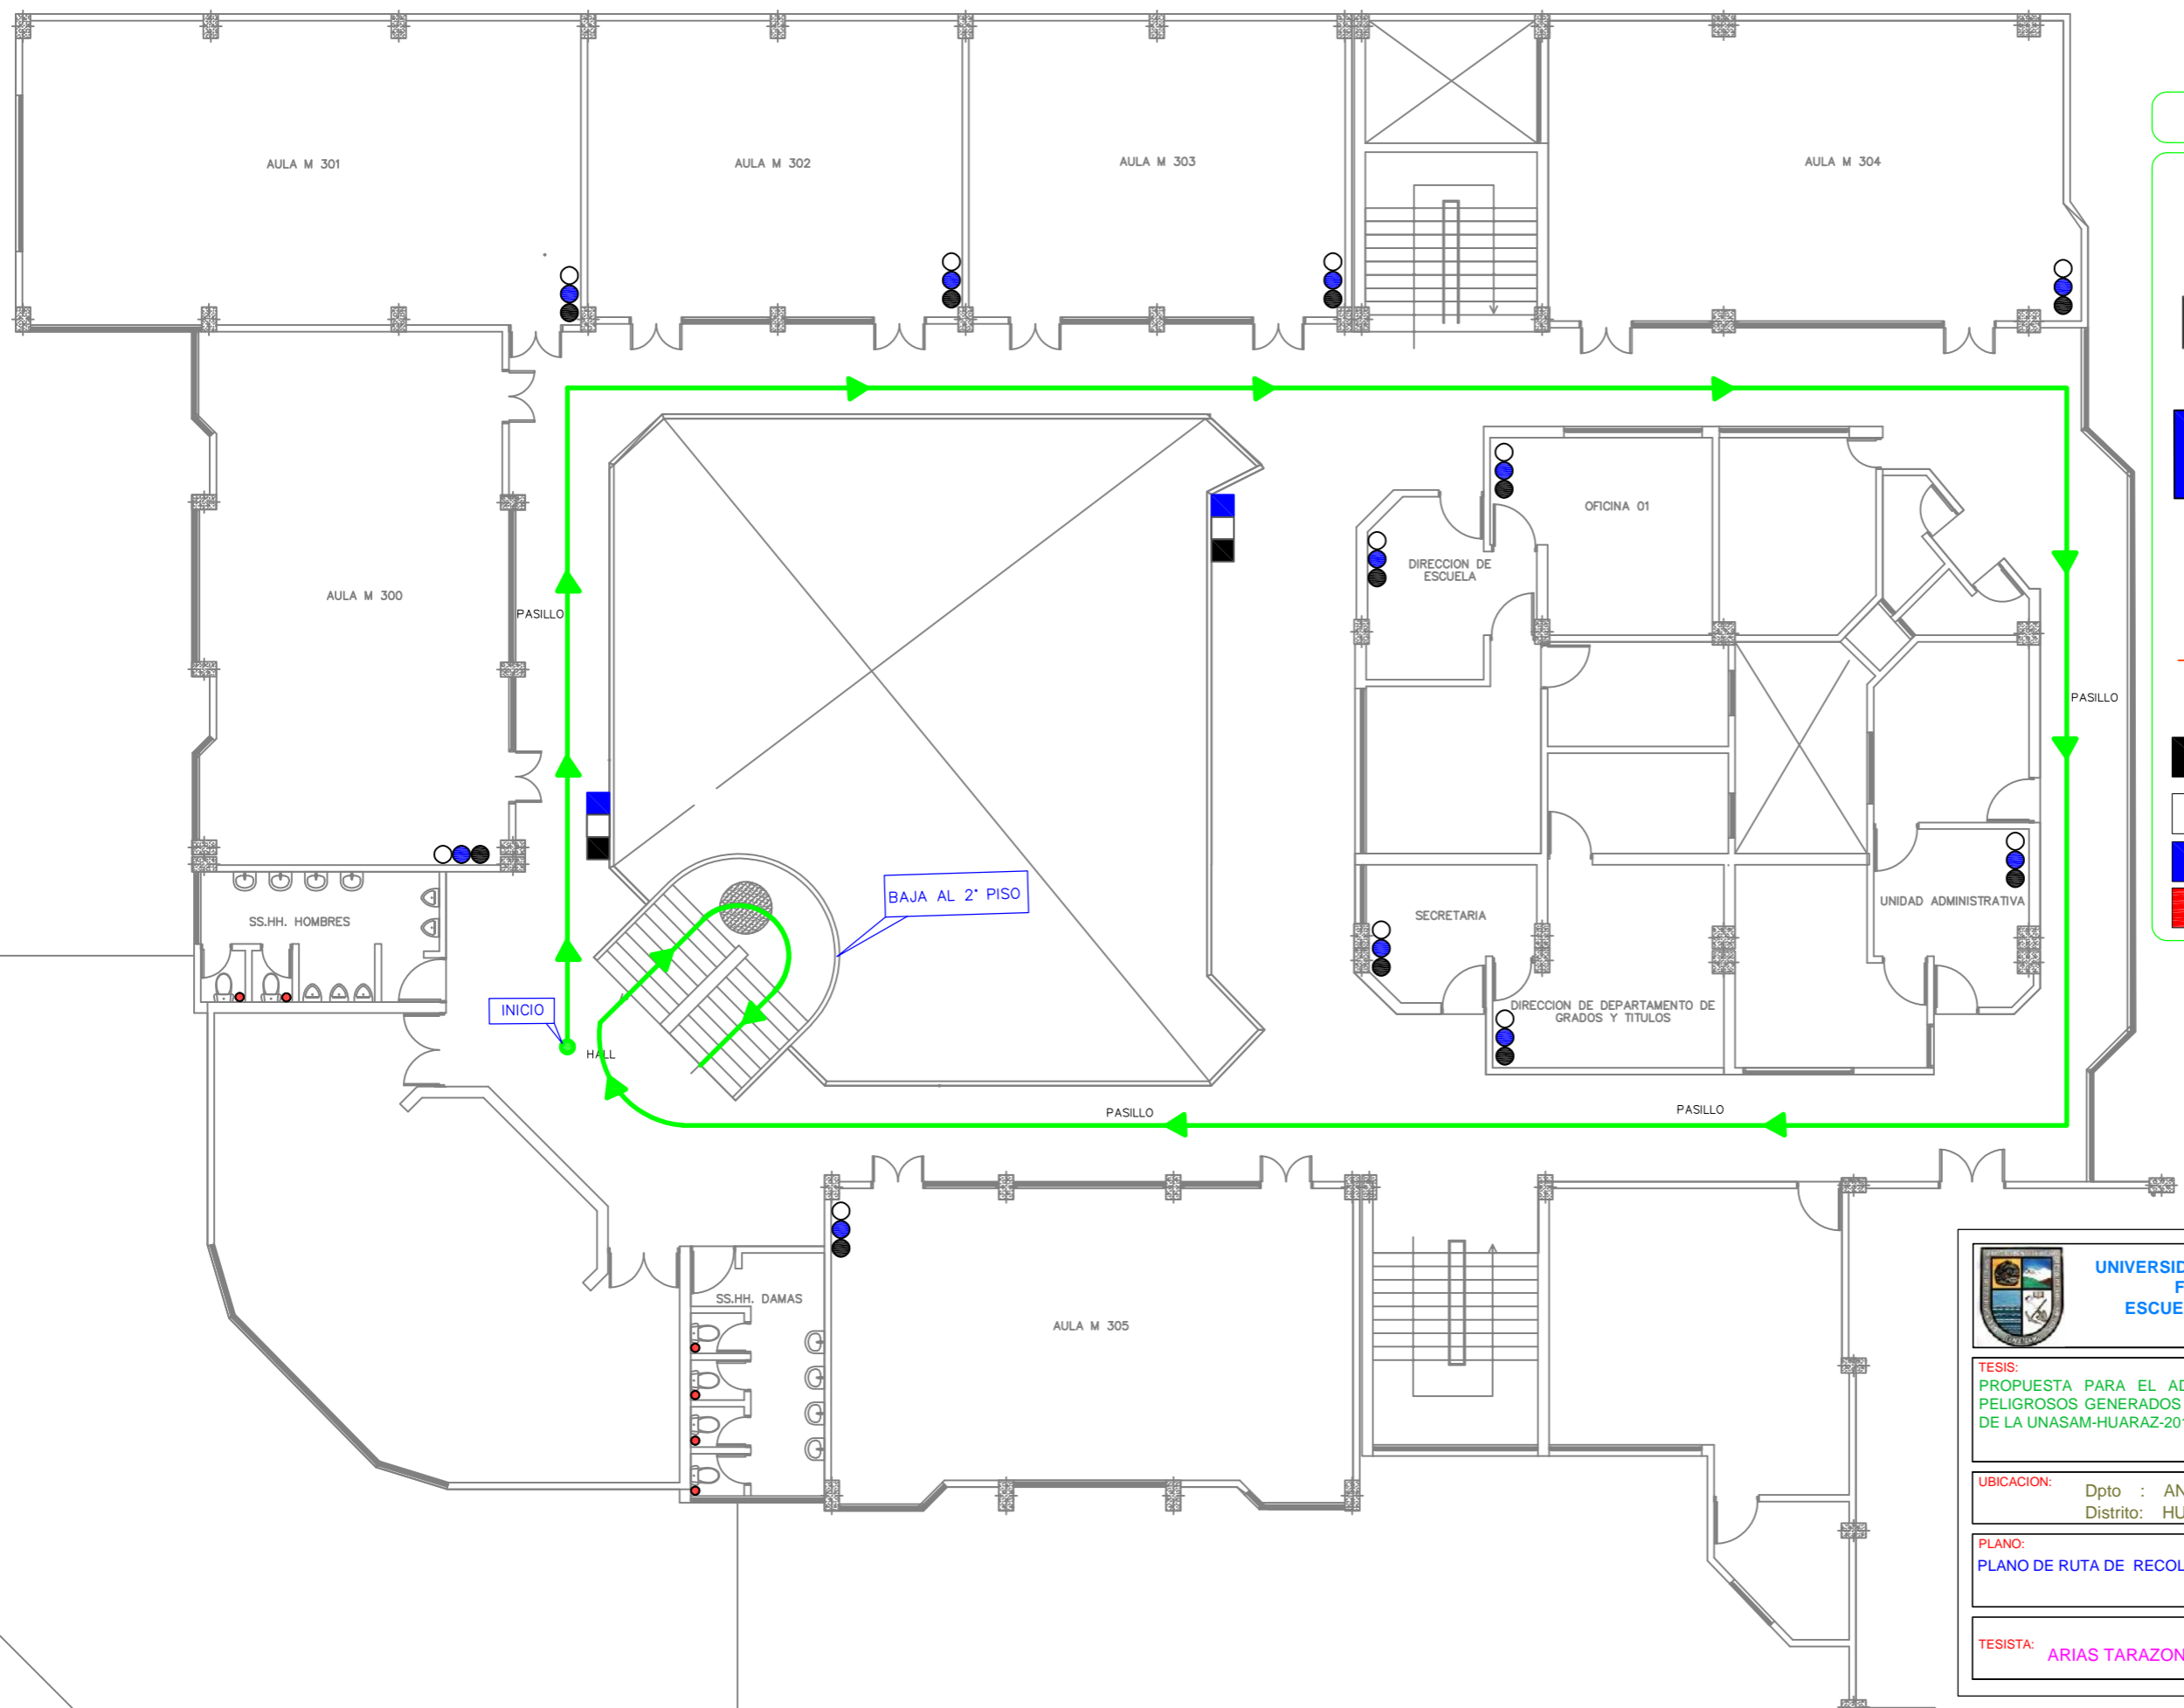 AULA M 301
AULA M 302
AULA M 303
AULA M 304
OFICINA 01
DIRECCION DE
ESCUELA
AULA M 300
PASILLO
PASILLO
BAJA AL 2° PISO
SS.HH. HOMBRES
SECRETARIA
UNIDAD ADMINISTRATIVA
INICIO
HALL
DIRECCION DE DEPARTAMENTO DE
GRADOS Y TITULOS
PASILLO
PASILLO
SS.HH. DAMAS
AULA M 305
UNIVERSID
F
ESCUE
TESIS:
PROPUESTA PARA EL AD
PELIGROSOS GENERADOS
DE LA UNASAM-HUARAZ-201
UBICACION:
Dpto : AN
Distrito: HU
PLANO:
PLANO DE RUTA DE RECOL
TESISTA:
ARIAS TARAZON